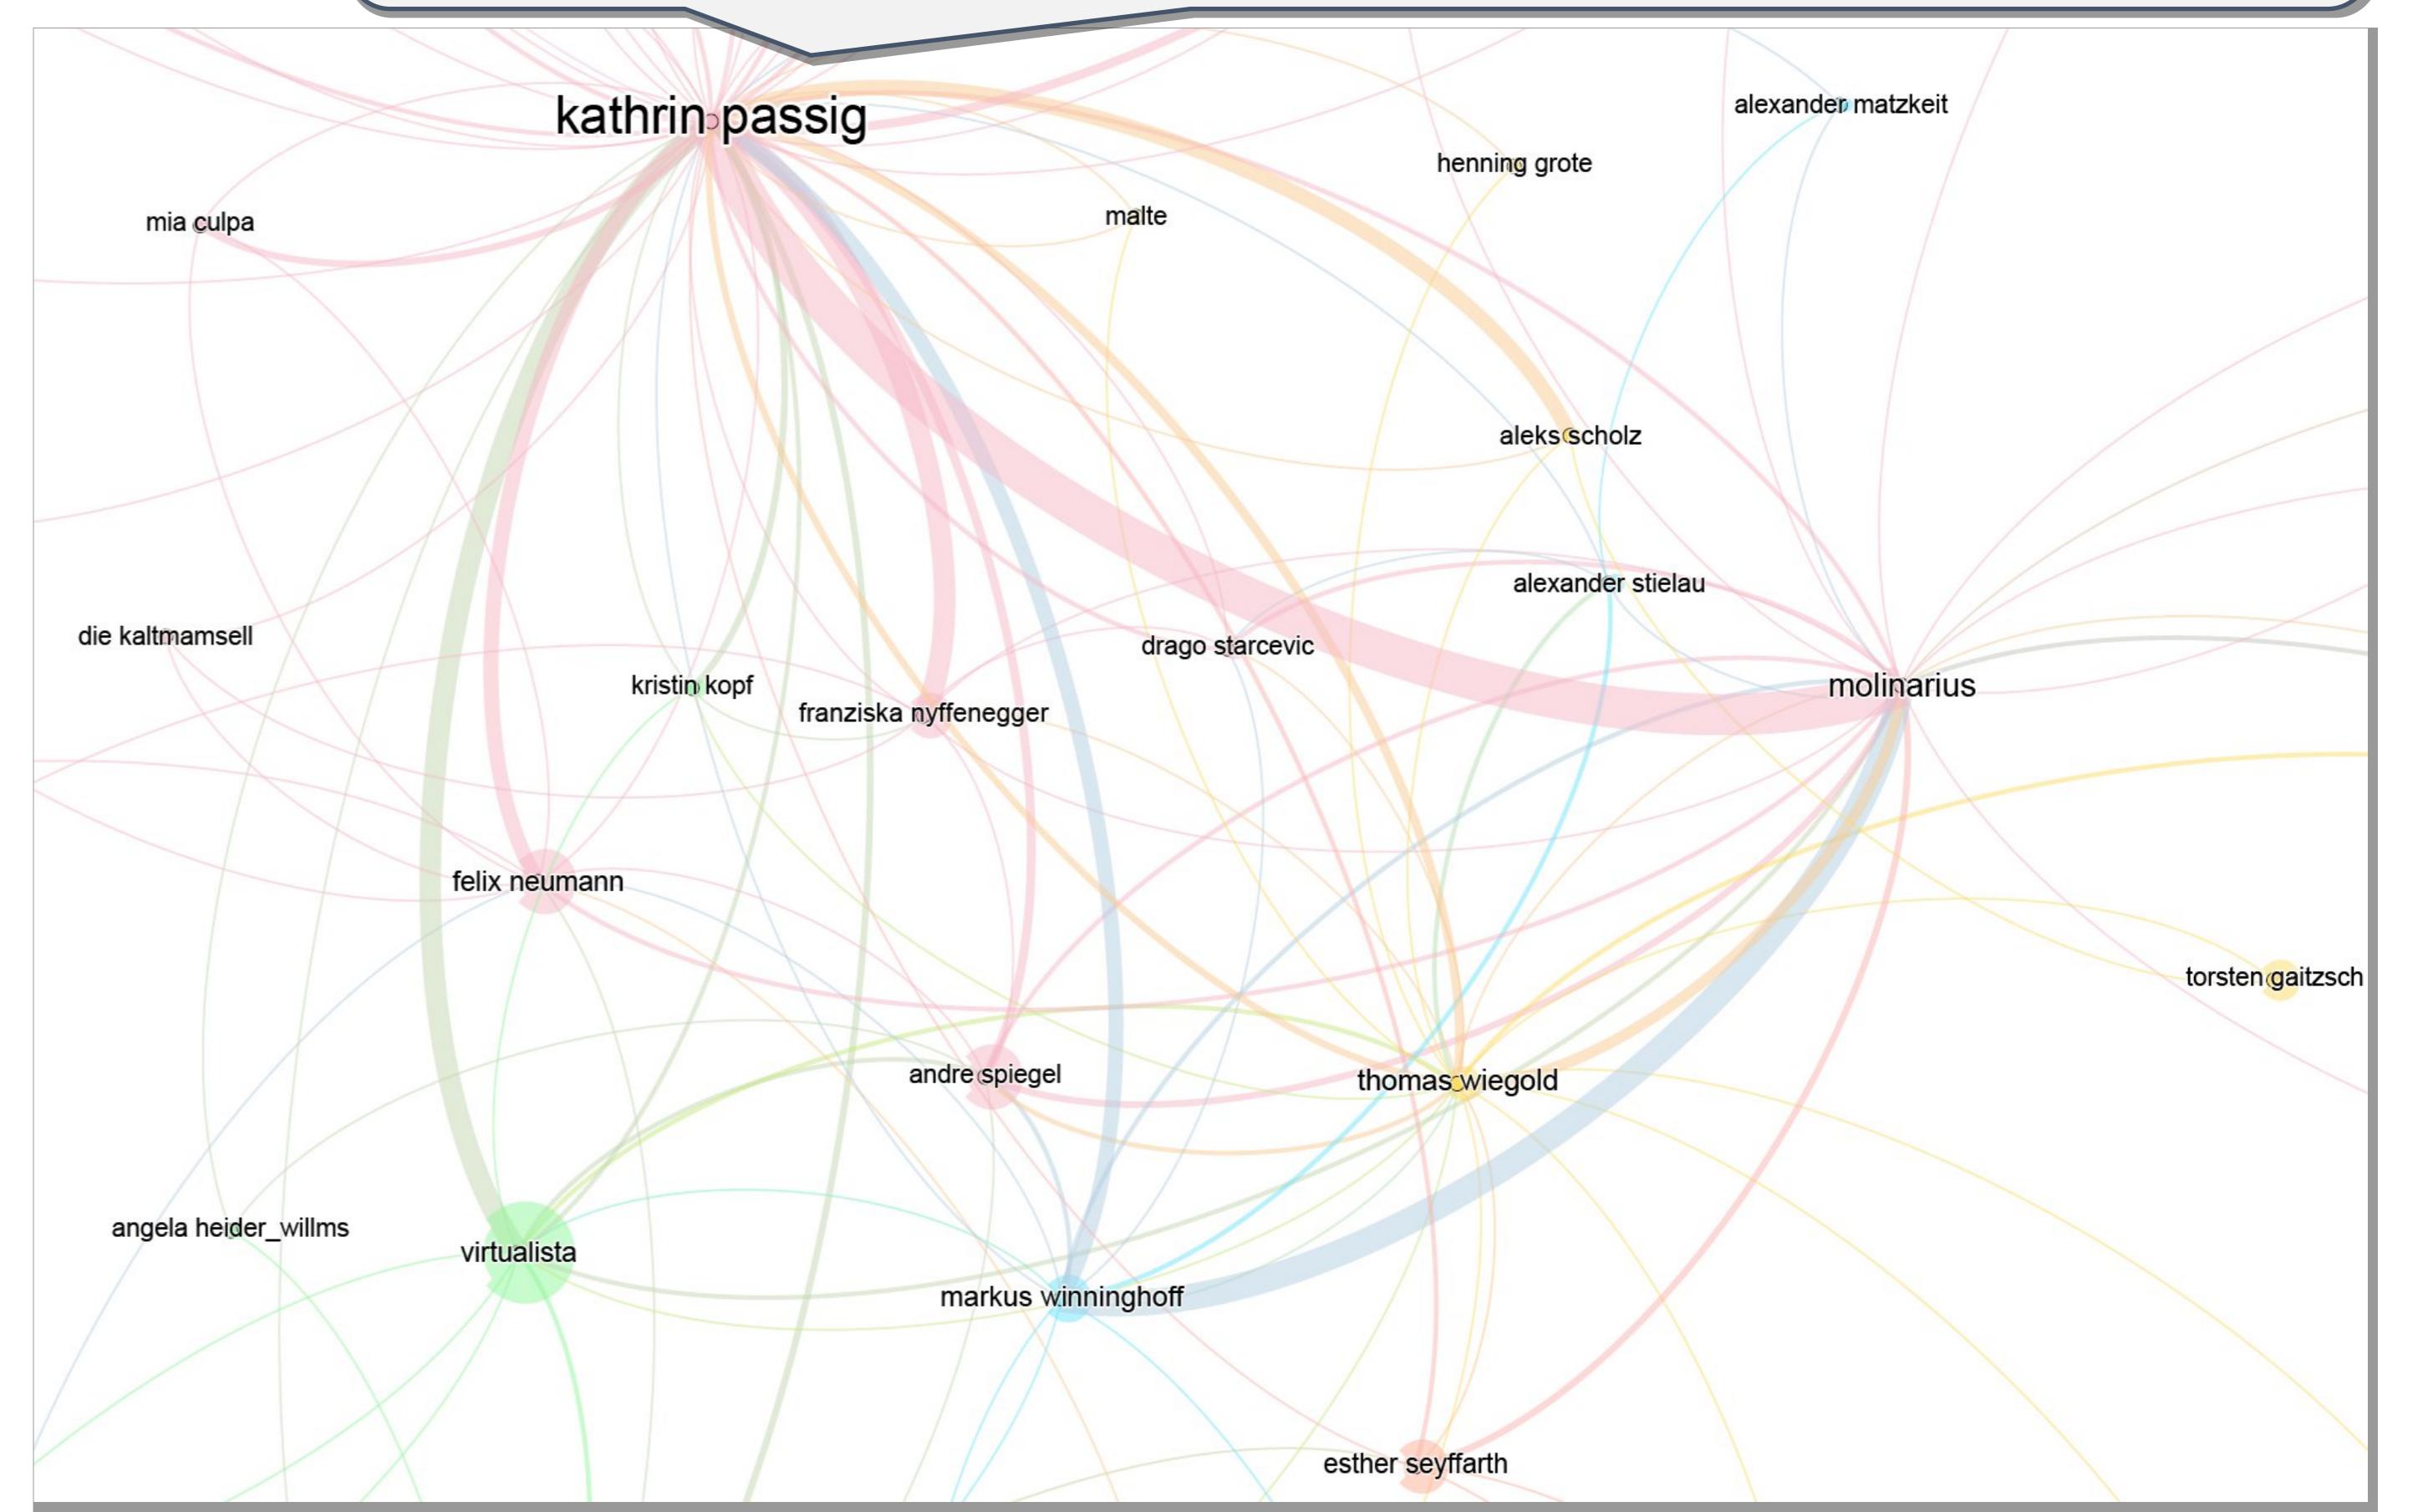 kathrin passig
alexander matzkeit
henning grote
malte
mia culpa
aleks scholz
alexander stielau
die kaltmamsell
drago starcevic
kristin kopf
molinarius
franziska nyffenegger
felix neumann
torsten gaitzsch
andre spiegel
thomas wiegold
angela heider_willms
virtualista
markus winninghoff
esther seyffarth